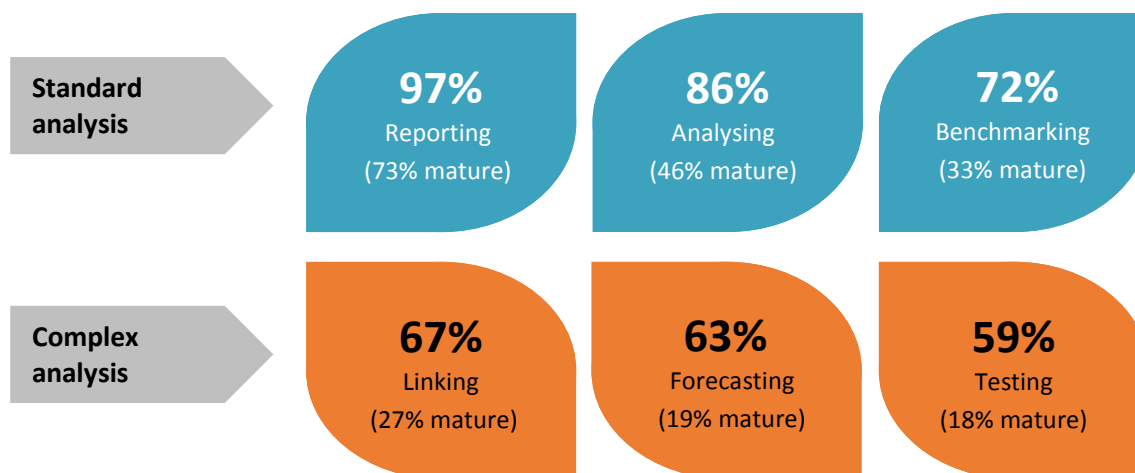 Standard
analysis
97%
Reporting
(73% mature)
86%
Analysing
(46% mature)
72%
Benchmarking
(33% mature)
Complex
analysis
67%
Linking
(27% mature)
63%
Forecasting
(19% mature)
59%
Testing
(18% mature)